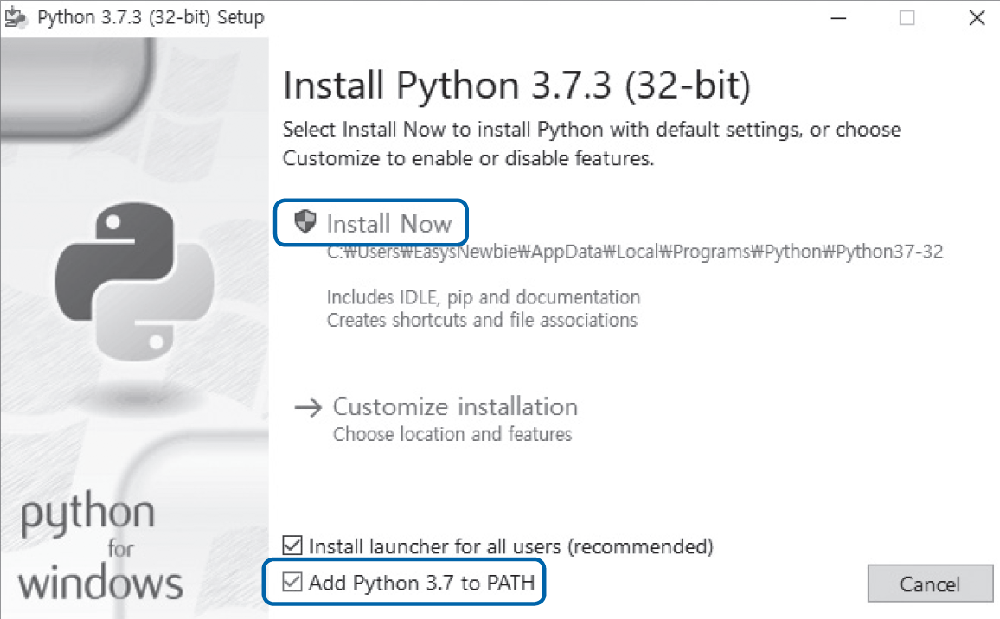 Python 3.7.3 (32-bit) Setup
Install Python 3.7.3 (32-bit)
Select Install Now to install Python with default settings, or choose
Customize to enable or disable features.
Install Now
C:₩Users₩EasysNewbie₩AppData₩Local₩Programs₩Python₩Python37-32
Includes IDLE, pip and documentation
Creates shortcuts and file associations
Customize installation
Choose location and features
python
for
windows
Install launcher for all users (recommended)
Add Python 3.7 to PATH
Cancel